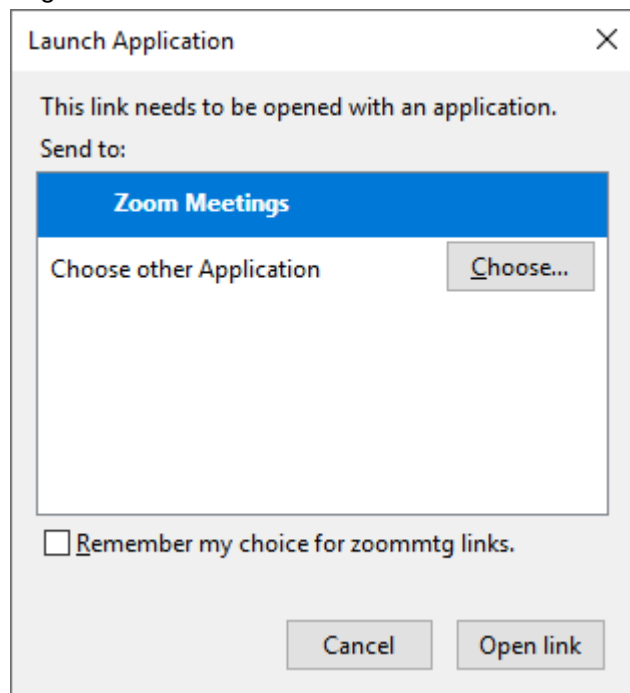 Launch Application
This link needs to be opened with an application.
Send to:
Zoom Meetings
Choose other Application
Choose...
Remember my choice for zoommtg links.
Cancel
Open link